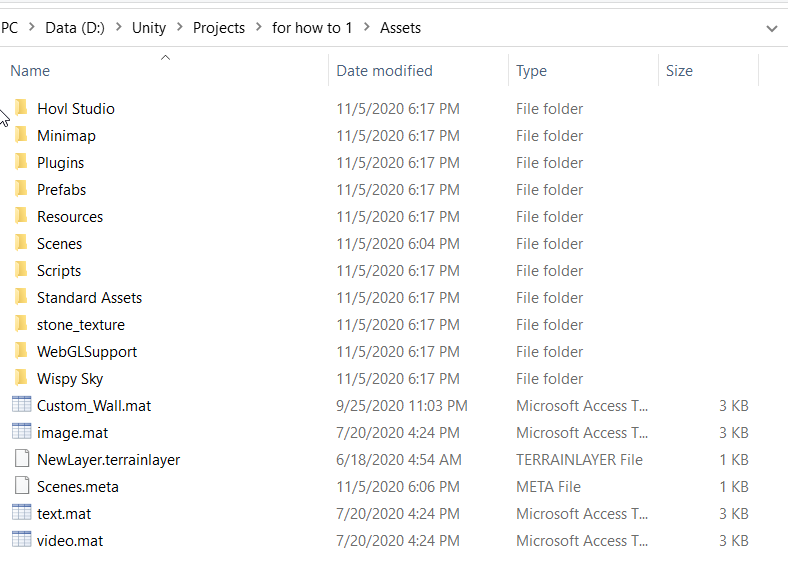 PC > Data (D:) > Unity > Projects > for how to 1 > Assets
Name Date modified Type Size
Hovl Studio 11/5/2020 6:17 PM File folder
Minimap 11/5/2020 6:17 PM File folder
Plugins 11/5/2020 6:17 PM File folder
Prefabs 11/5/2020 6:17 PM File folder
Resources 11/5/2020 6:17 PM File folder
Scenes 11/5/2020 6:04 PM File folder
Scripts 11/5/2020 6:17 PM File folder
Standard Assets 11/5/2020 6:17 PM File folder
stone_texture 11/5/2020 6:17 PM File folder
WebGLSupport 11/5/2020 6:17 PM File folder
Wispy Sky 11/5/2020 6:17 PM File folder
Custom_Wall.mat 9/25/2020 11:03 PM Microsoft Access T... 3 KB
image.mat 7/20/2020 4:24 PM Microsoft Access T... 3 KB
NewLayer.terrainlayer 6/18/2020 4:54 AM TERRAINLAYER File 1 KB
Scenes.meta 11/5/2020 6:06 PM META File 1 KB
text.mat 7/20/2020 4:24 PM Microsoft Access T... 3 KB
video.mat 7/20/2020 4:24 PM Microsoft Access T... 3 KB